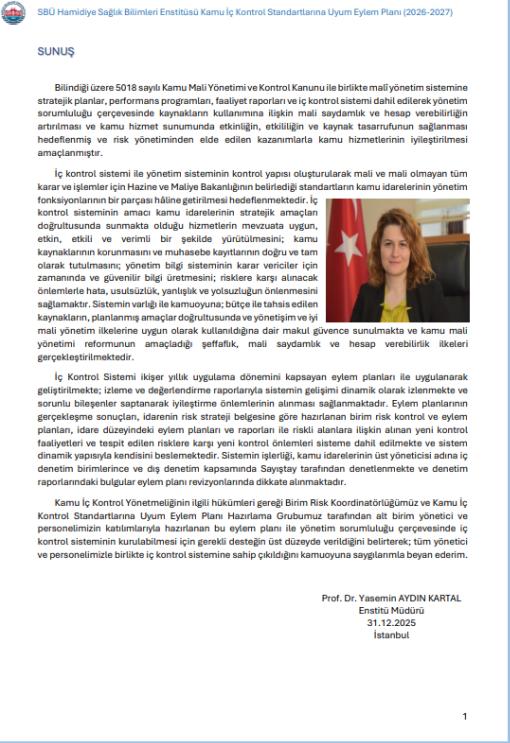 SBÜ Hamidiye Sağlık Bilimleri Enstitüsü Kamu İç Kontrol Standartlarına Uyum Eylem Planı (2026-2027)
SUNUŞ
Bilindiği üzere 5018 sayılı Kamu Mali Yönetimi ve Kontrol Kanunu ile birlikte malî yönetim sistemine
stratejik planlar, performans programları, faaliyet raporları ve iç kontrol sistemi dahil edilerek yönetim
sorumluluğu çerçevesinde kaynakların kullanımına ilişkin mali saydamlık ve hesap verebilirliğin
artırılması ve kamu hizmet sunumunda etkinliğin, etkililiğin ve kaynak tasarrufunun sağlanması
hedeflenmiş ve risk yönetiminden elde edilen kazanımlarla kamu hizmetlerinin iyileştirilmesi
amaçlanmıştır.
İç kontrol sistemi ile yönetim sisteminin kontrol yapısı oluşturularak mali ve mali olmayan tüm
karar ve işlemler için Hazine ve Maliye Bakanlığının belirlediği standartların kamu idarelerinin yönetim
fonksiyonlarının bir parçası hâline getirilmesi hedeflenmektedir. İç
kontrol sisteminin amacı kamu idarelerinin stratejik amaçları
doğrultusunda sunmakta olduğu hizmetlerin mevzuata uygun,
etkin, etkili ve verimli bir şekilde yürütülmesini; kamu
kaynaklarının korunmasını ve muhasebe kayıtlarının doğru ve tam
olarak tutulmasını; yönetim bilgi sisteminin karar vericiler için
zamanında ve güvenilir bilgi üretmesini; risklere karşı alınacak
önlemlerle hata, usulsüzlük, yanlışlık ve yolsuzluğun önlenmesini
sağlamaktır. Sistemin varlığı ile kamuoyuna; bütçe ile tahsis edilen
kaynakların, planlanmış amaçlar doğrultusunda ve yönetişim ve iyi
mali yönetim ilkelerine uygun olarak kullanıldığına dair makul güvence sunulmakta ve kamu mali
yönetimi reformunun amaçladığı şeffaflık, mali saydamlık ve hesap verebilirlik ilkeleri
gerçekleştirilmektedir.
İç Kontrol Sistemi ikişer yıllık uygulama dönemini kapsayan eylem planları ile uygulanarak
geliştirilmekte; izleme ve değerlendirme raporlarıyla sistemin gelişimi dinamik olarak izlenmekte ve
sorunlu bileşenler saptanarak iyileştirme önlemlerinin alınması sağlanmaktadır. Eylem planlarının
gerçekleşme sonuçları, idarenin risk strateji belgesine göre hazırlanan birim risk kontrol ve eylem
planları, idare düzeyindeki eylem planları ve raporları ile riskli alanlara ilişkin alınan yeni kontrol
faaliyetleri ve tespit edilen risklere karşı yeni kontrol önlemleri sisteme dahil edilmekte ve sistem
dinamik yapısıyla kendisini beslemektedir. Sistemin işlerliği, kamu idarelerinin üst yöneticisi adına iç
denetim birimlerince ve dış denetim kapsamında Sayıştay tarafından denetlenmekte ve denetim
raporlarındaki bulgular eylem planı revizyonlarında dikkate alınmaktadır.
Kamu İç Kontrol Yönetmeliğinin ilgili hükümleri gereği Birim Risk Koordinatörlüğümüz ve Kamu İç
Kontrol Standartlarına Uyum Eylem Planı Hazırlama Grubumuz tarafından alt birim yönetici ve
personelimizin katılımlarıyla hazırlanan bu eylem planı ile yönetim sorumluluğu çerçevesinde iç
kontrol sisteminin kurulabilmesi için gerekli desteğin üst düzeyde verildiğini belirterek; tüm yönetici
ve personelimizle birlikte iç kontrol sistemine sahip çıkıldığını kamuoyuna saygılarımla beyan ederim.
Prof. Dr. Yasemin AYDIN KARTAL
Enstitü Müdürü
31.12.2025
İstanbul
1